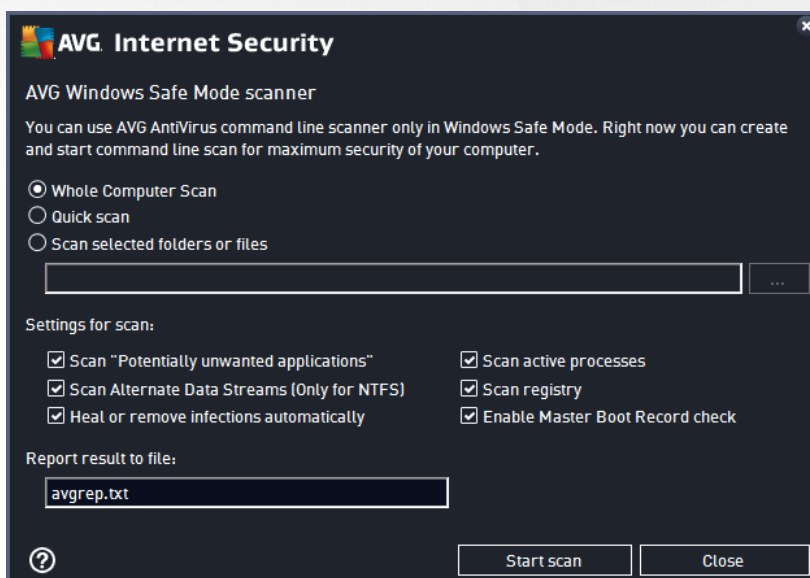 AVG. Internet Security
AVG Windows Safe Mode scanner
You can use AVG AntiVirus command line scanner only in Windows Safe Mode. Right now you can create
and start command line scan for maximum security of your computer.
Whole Computer Scan
Quick scan
Scan selected folders or files
...
Settings for scan:
Scan "Potentially unwanted applications"
Scan active processes
Scan Alternate Data Streams (Only for NTFS)
Scan registry
Heal or remove infections automatically
Enable Master Boot Record check
Report result to file:
avgrep.txt
?
Start scan
Close